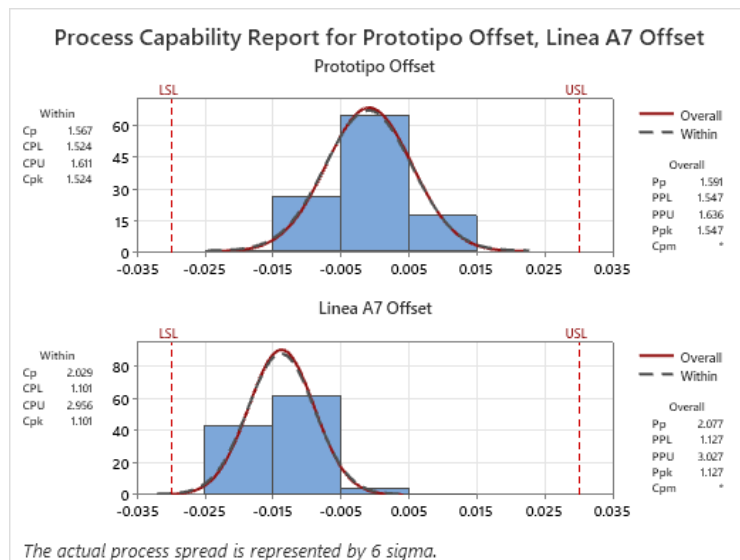 Process Capability Report for Prototipo Offset, Linea A7 Offset
Prototipo Offset
LSL USL
Within
Cp 1.567
CPL 1.524
CPU 1.611
Cpk 1.524
60
45
30
15
0
-0.035 -0.025 -0.015 -0.005 0.005 0.015 0.025 0.035
Overall
Within
Overall
Pp 1.591
PPL 1.547
PPU 1.636
Ppk 1.547
Cpm *
Linea A7 Offset
LSL USL
Within
Cp 2.029
CPL 1.101
CPU 2.956
Cpk 1.101
80
60
40
20
0
-0.035 -0.025 -0.015 -0.005 0.005 0.015 0.025 0.035
Overall
Within
Overall
Pp 2.077
PPL 1.127
PPU 3.027
Ppk 1.127
Cpm *
The actual process spread is represented by 6 sigma.